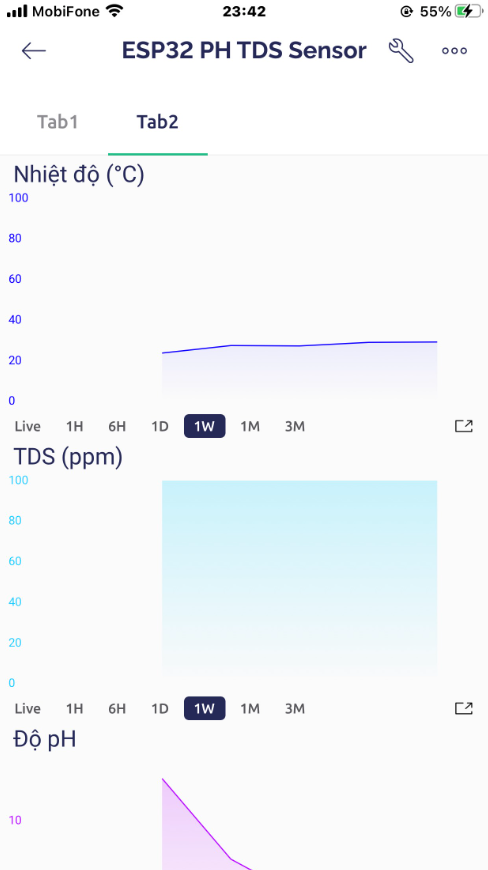 MobiFone 23:42 55%
ESP32 PH TDS Sensor
Tab1 Tab2
Nhiệt độ (°C)
100
80
60
40
20
0
Live 1H 6H 1D 1W 1M 3M
TDS (ppm)
100
80
60
40
20
0
Live 1H 6H 1D 1W 1M 3M
Độ pH
10